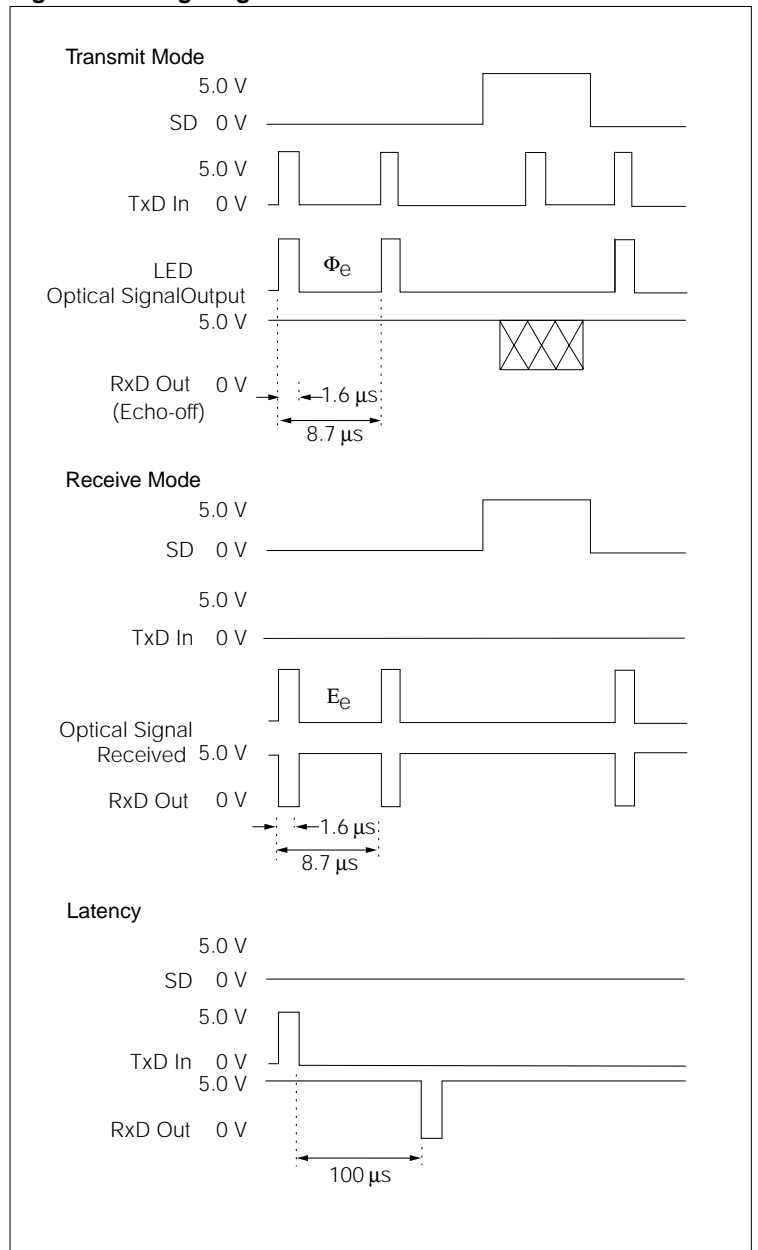 Transmit Mode
5.0 V
SD 0 V
5.0 V
TxD In 0 V
LED
Φe
Optical SignalOutput
5.0 V
RxD Out 0 V
(Echo-off)
1.6 μs
8.7 μs
Receive Mode
5.0 V
SD 0 V
5.0 V
TxD In 0 V
Ee
Optical Signal
Received 5.0 V
RxD Out 0 V
1.6 μs
8.7 μs
Latency
5.0 V
SD 0 V
5.0 V
TxD In 0 V
5.0 V
RxD Out 0 V
100 μs